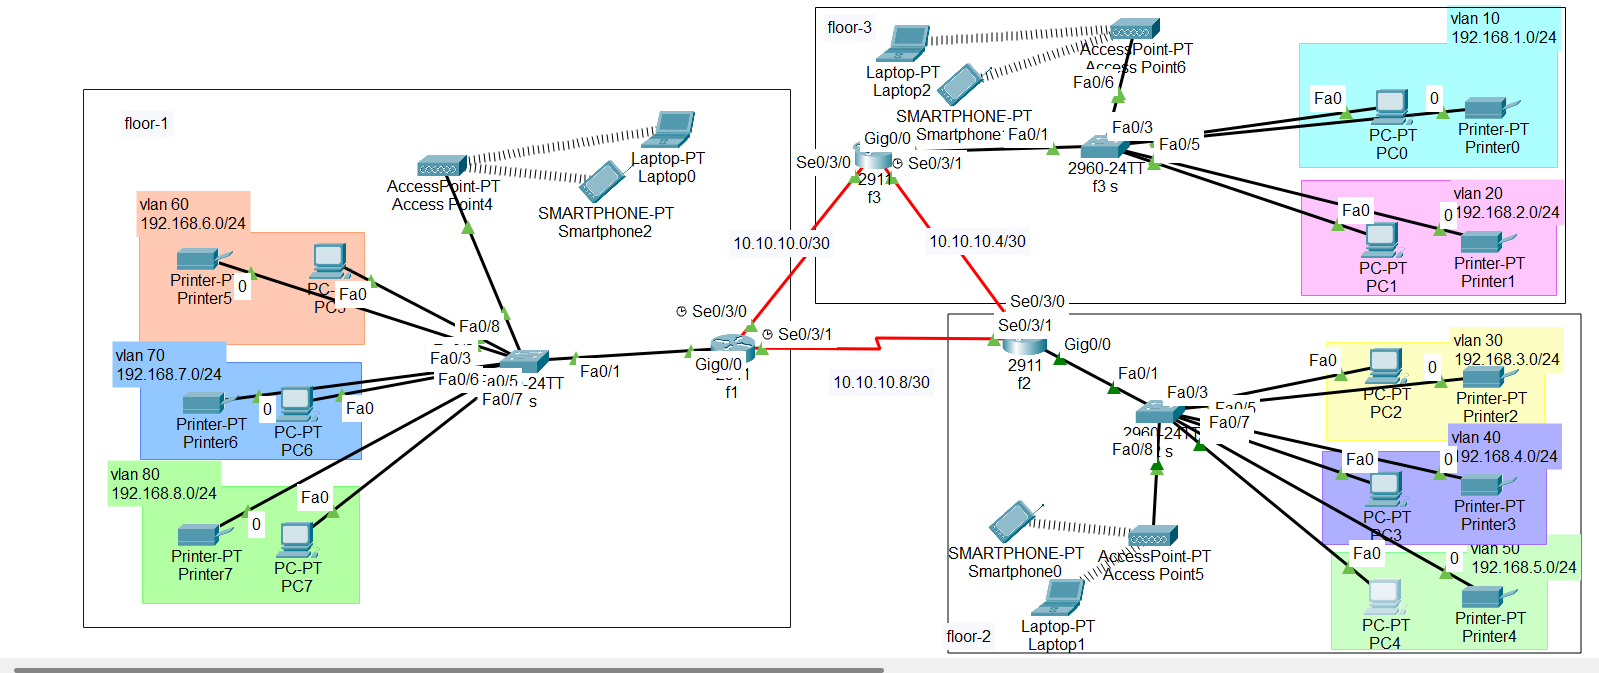 floor-1
AccessPoint-PT
Access Point4
Laptop-PT
Laptop0
SMARTPHONE-PT
Smartphone2
vlan 60
192.168.6.0/24
Printer-PT
Printer5
0
Fa0
Fa0/8
vlan 70
192.168.7.0/24
Printer-PT
Printer6
0
PC-PT
PC6
Fa0
Fa0/3
Fa0/6
Fa0/5
Fa0/7
-24TT
s
Fa0/1
vlan 80
192.168.8.0/24
Printer-PT
Printer7
0
Fa0
PC-PT
PC7
Se0/3/0
Se0/3/1
Gig0/0
f1
10.10.10.0/30
10.10.10.4/30
10.10.10.8/30
floor-3
Laptop-PT
Laptop2
SMARTPHONE-PT
Smartphone
AccessPoint-PT
Access Point6
Fa0/6
Gig0/0
Fa0/1
Se0/3/0
Se0/3/1
2911
f3
Fa0/3
Fa0/5
2960-24TT
f3 s
vlan 10
192.168.1.0/24
Fa0
0
PC-PT
PC0
Printer-PT
Printer0
vlan 20
192.168.2.0/24
Fa0
0
PC-PT
PC1
Printer-PT
Printer1
Se0/3/0
Se0/3/1
Gig0/0
2911
f2
Fa0/1
Fa0/3
Fa0/5
Fa0/7
2960-24TT
s
Fa0/8
SMARTPHONE-PT
Smartphone0
AccessPoint-PT
Access Point5
Laptop-PT
Laptop1
floor-2
vlan 30
192.168.3.0/24
Fa0
0
PC-PT
PC2
Printer-PT
Printer2
vlan 40
192.168.4.0/24
Fa0
0
PC-PT
PC3
Printer-PT
Printer3
vlan 50
192.168.5.0/24
Fa0
0
PC-PT
PC4
Printer-PT
Printer4